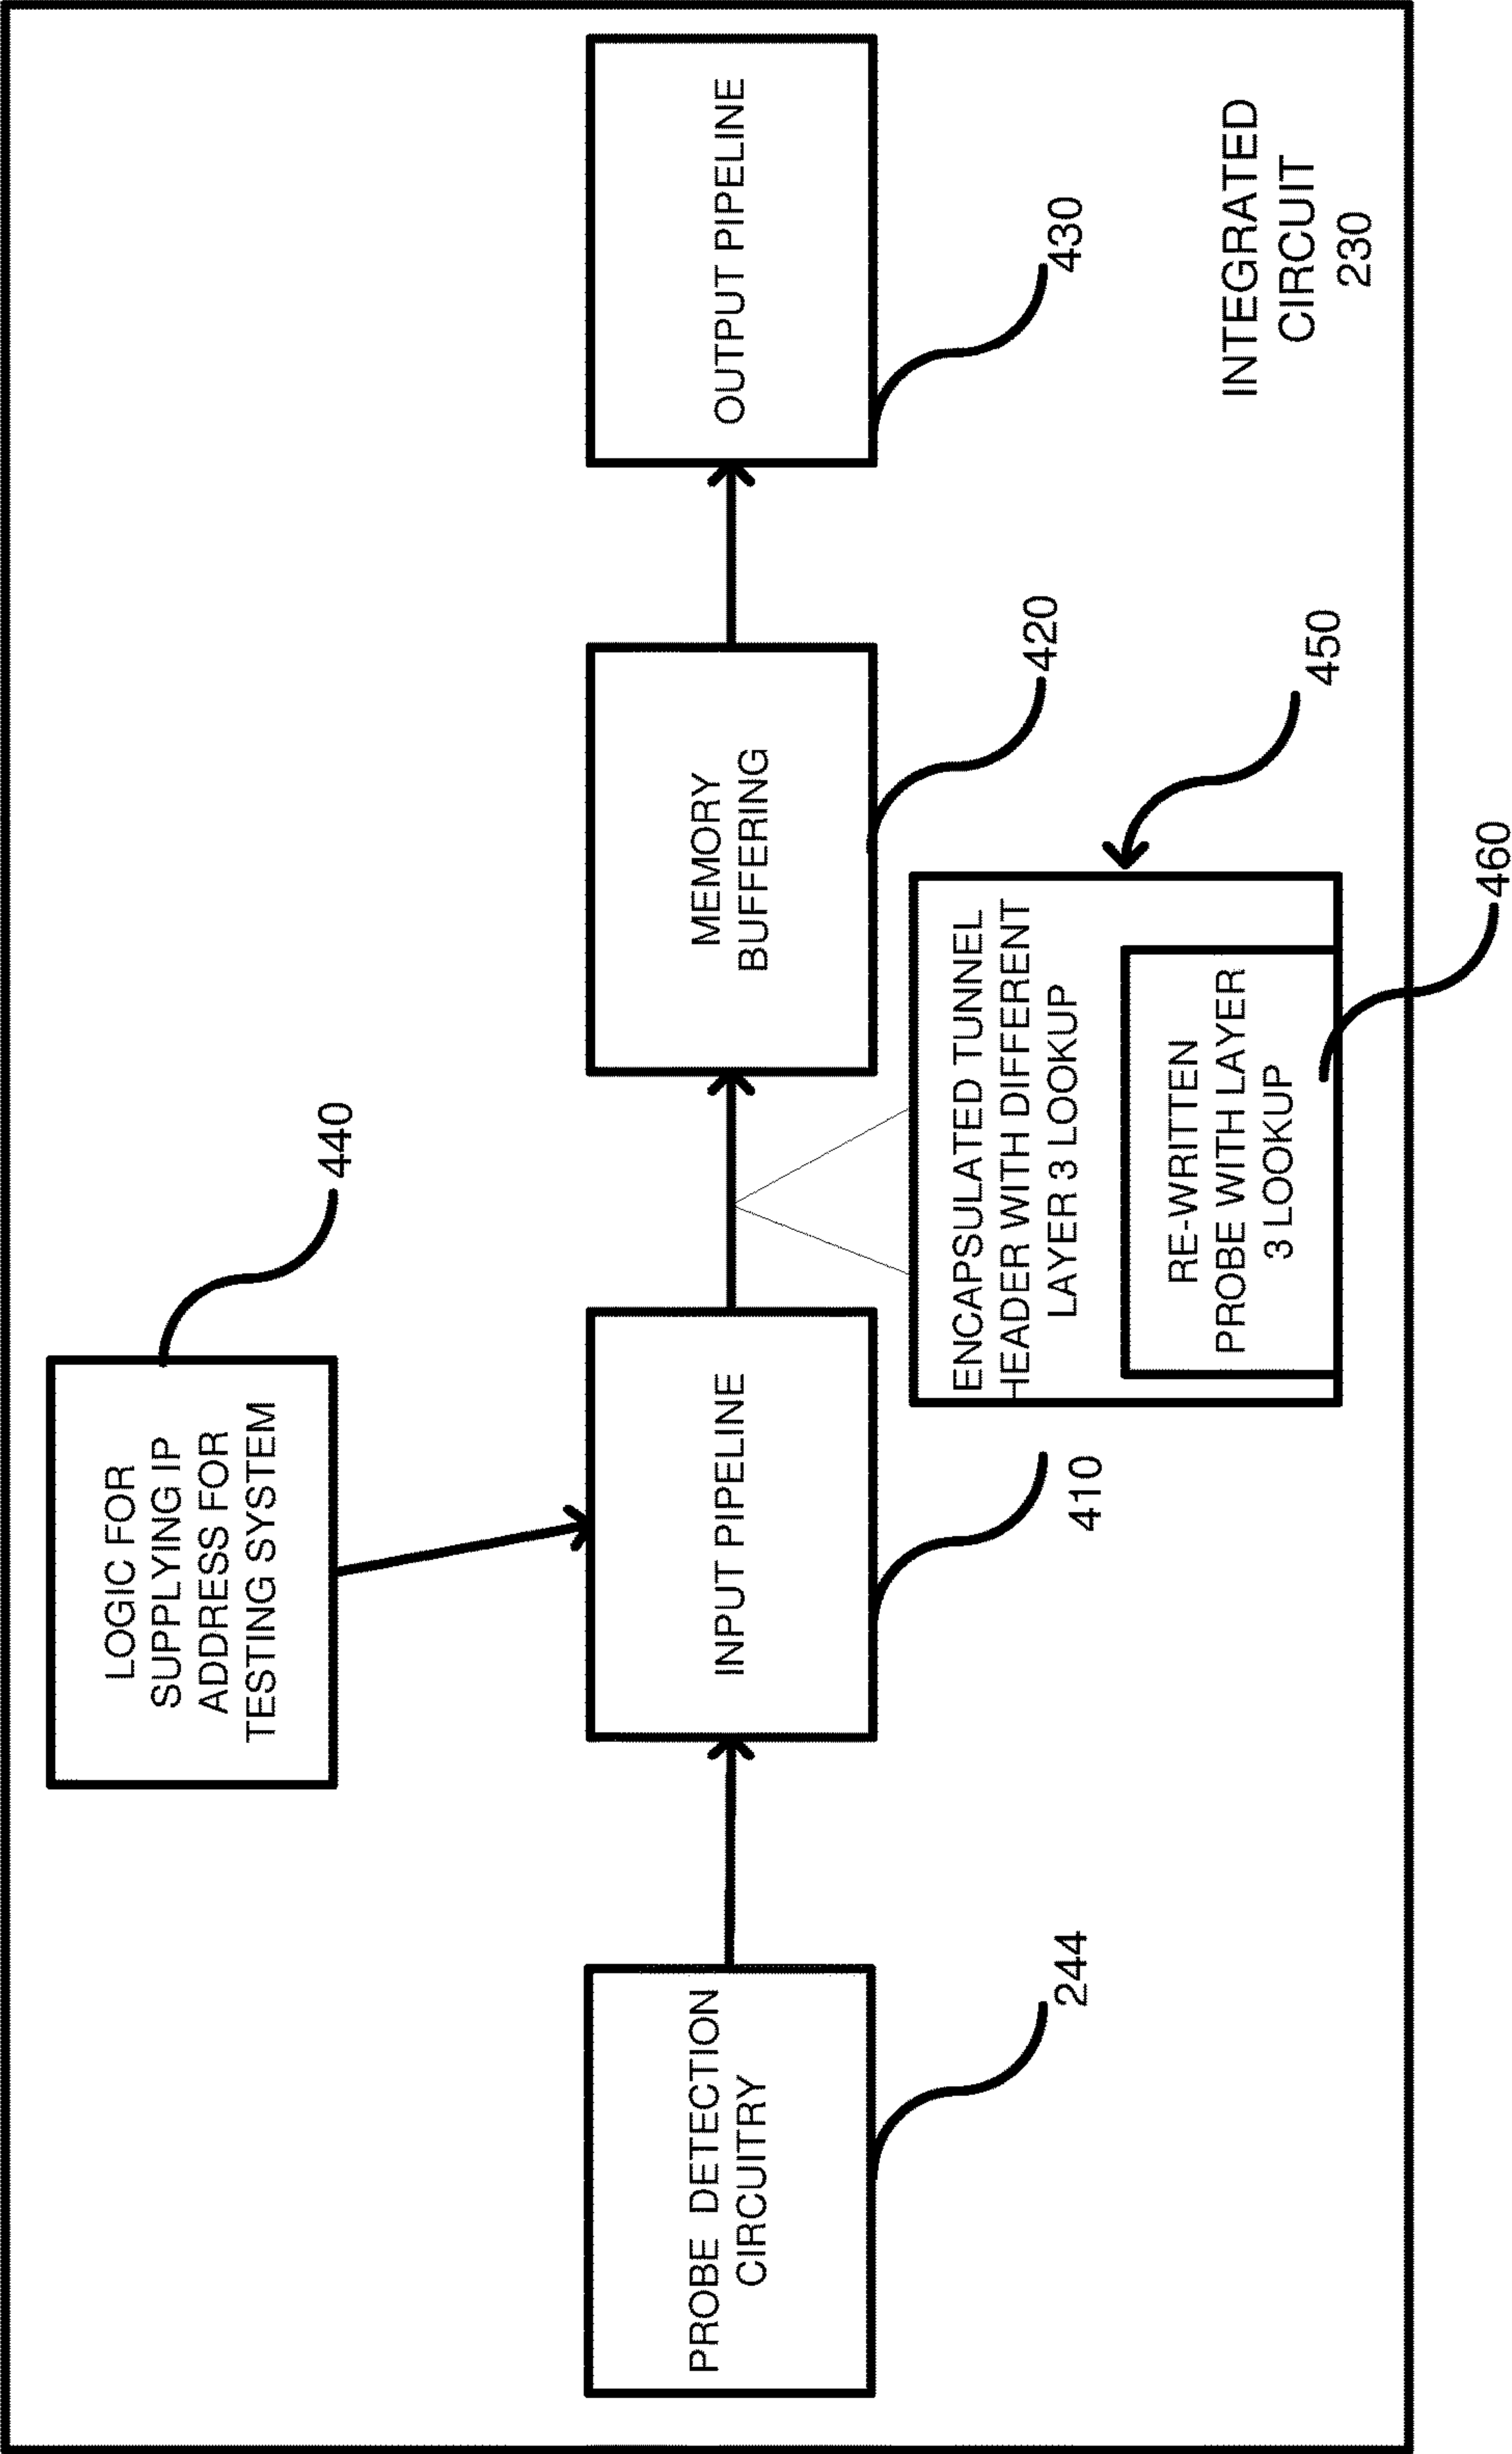 LOGIC FOR
SUPPLYING IP
ADDRESS FOR
TESTING SYSTEM
440
PROBE DETECTION
CIRCUITRY
244
INPUT PIPELINE
410
MEMORY
BUFFERING
420
OUTPUT PIPELINE
430
ENCAPSULATED TUNNEL
HEADER WITH DIFFERENT
LAYER 3 LOOKUP
450
RE-WRITTEN
PROBE WITH LAYER
3 LOOKUP
460
INTEGRATED
CIRCUIT
230